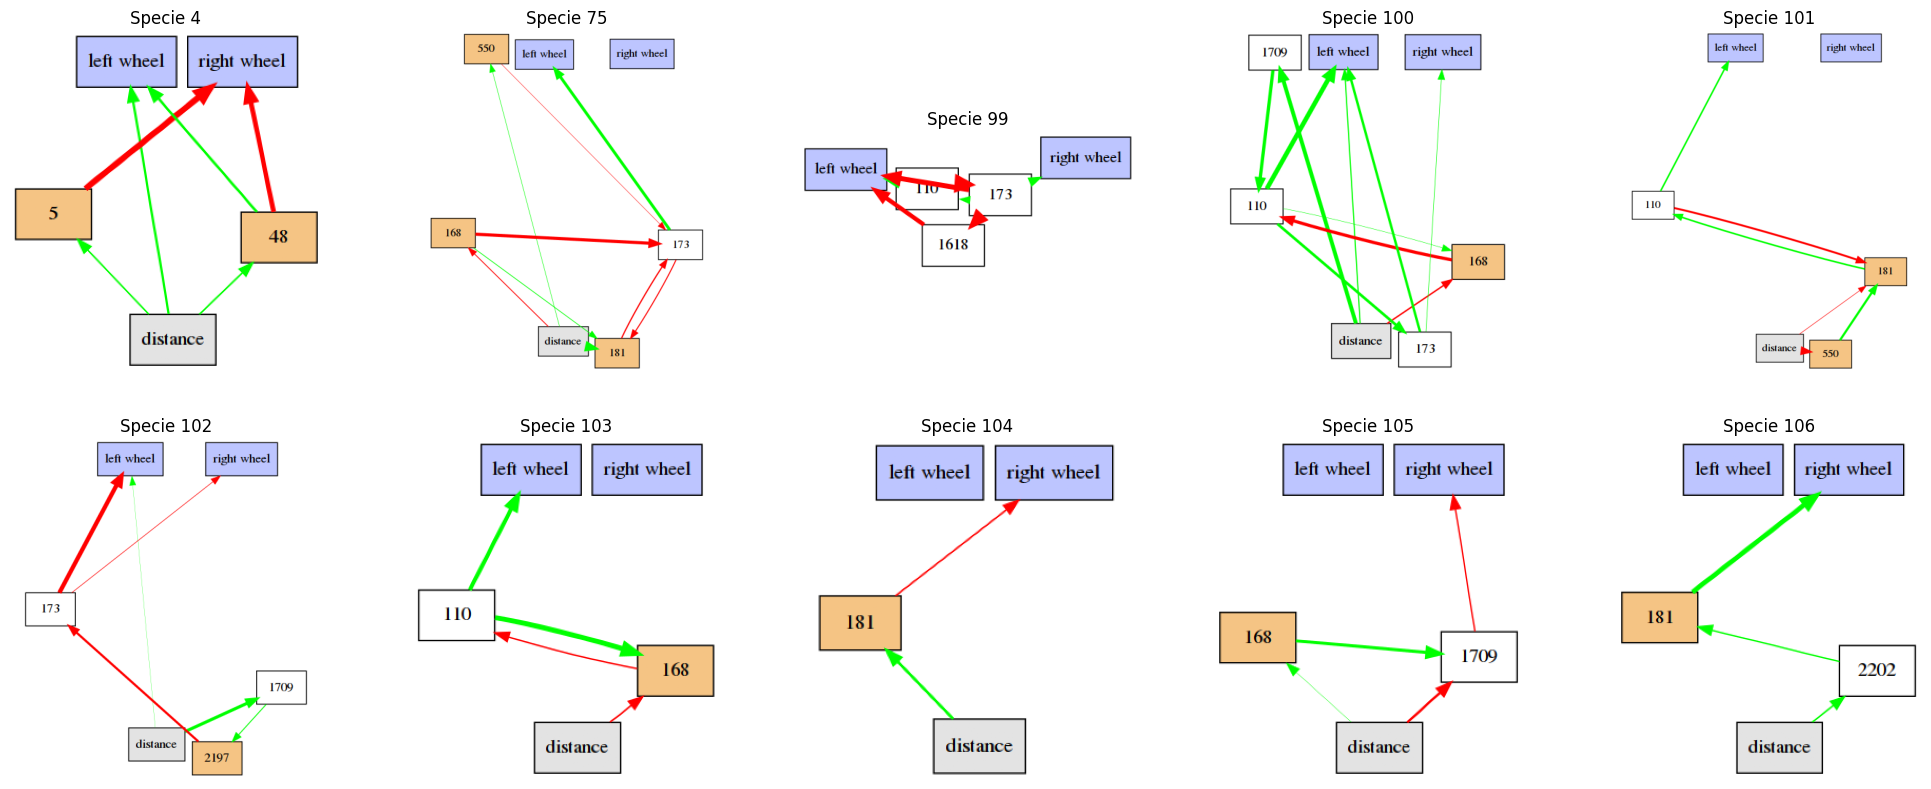 Specie 4
left wheel
right wheel
5
48
distance
Specie 75
550
left wheel
right wheel
168
173
distance
181
Specie 99
left wheel
110
173
right wheel
1618
Specie 100
1709
left wheel
right wheel
110
168
distance
173
Specie 101
left wheel
right wheel
110
181
distance
550
Specie 102
left wheel
right wheel
173
1709
distance
2197
Specie 103
left wheel
right wheel
110
168
distance
Specie 104
left wheel
right wheel
181
distance
Specie 105
left wheel
right wheel
168
1709
distance
Specie 106
left wheel
right wheel
181
2202
distance